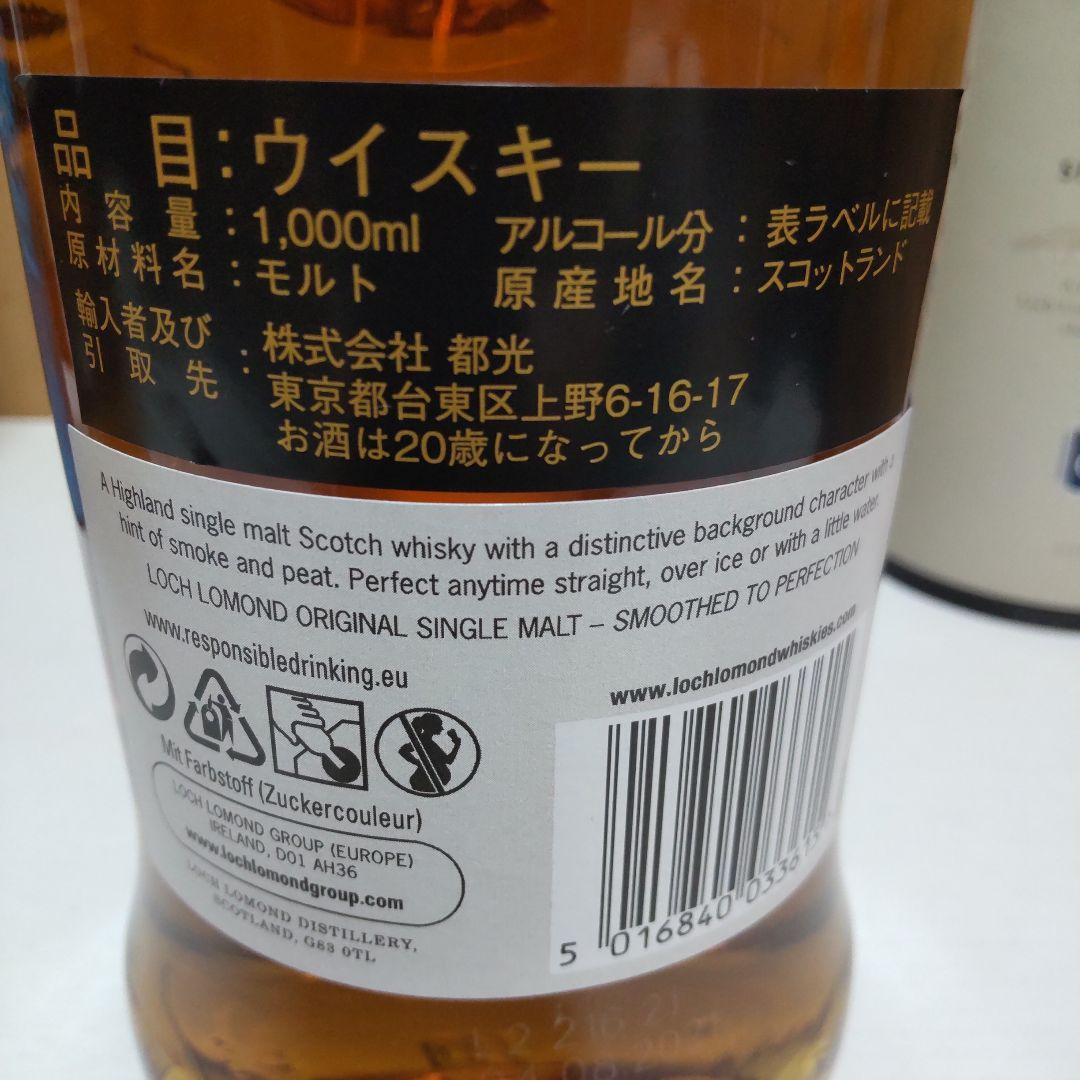 品目:ウイスキー
内容量:1,000ml アルコール分:表ラベルに記載
原材料名:モルト 原産地名:スコットランド
輸入者及び引取先:株式会社 都光
東京都台東区上野6-16-17
お酒は20歳になってから
A Highland single malt Scotch whisky with a distinctive background character with a
hint of smoke and peat. Perfect anytime straight, over ice or with a little water.
LOCH LOMOND ORIGINAL SINGLE MALT – SMOOTHED TO PERFECTION
www.responsibledrinking.eu
www.lochlomondwhiskies.com
Mit Farbstoff (Zuckercouleur)
LOCH LOMOND GROUP (EUROPE)
IRELAND, D01 AH36
www.lochlomondgroup.com
LOCH LOMOND DISTILLERY,
SCOTLAND, G83 0TL
5 016840 0336